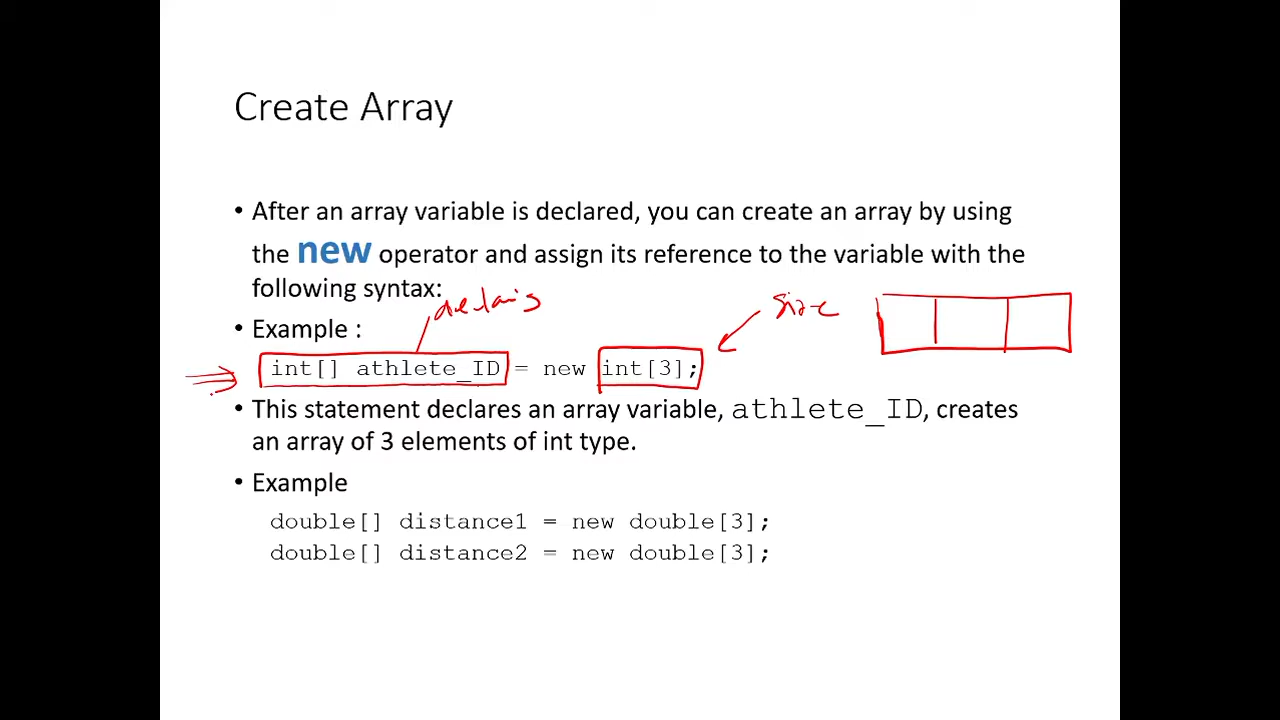 Create Array
• After an array variable is declared, you can create an array by using
the new operator and assign its reference to the variable with the
following syntax:
• Example :
size
int[] athlete_ID = new int[3];
• This statement declares an array variable, athlete_ID, creates
an array of 3 elements of int type.
• Example
double[] distance1 = new double[3];
double[] distance2 = new double[3];